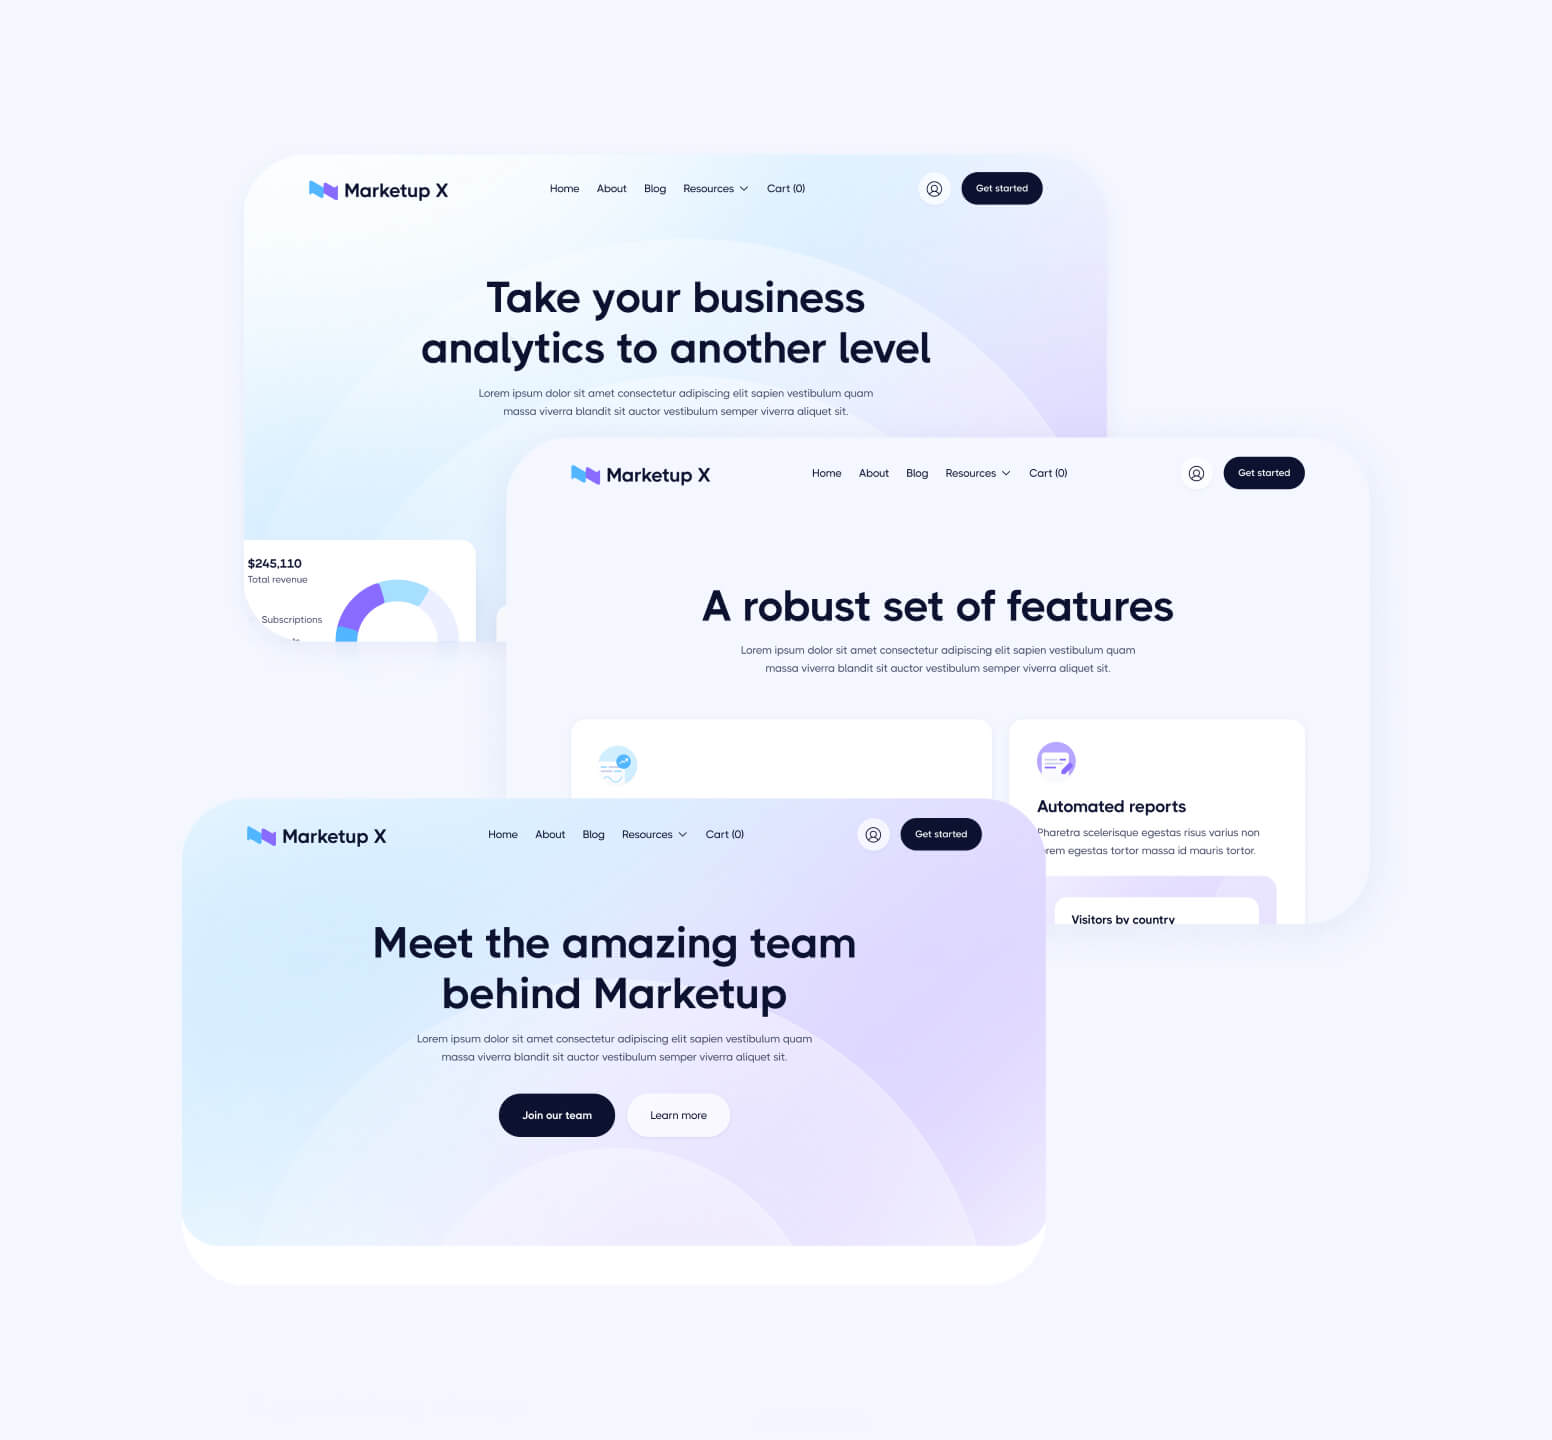 Marketup X
Home About Blog Resources Cart (0)
Get started
Take your business
analytics to another level
Lorem ipsum dolor sit amet consectetur adipiscing elit sapien vestibulum quam
massa viverra blandit sit auctor vestibulum semper viverra aliquet sit.
$245,110
Total revenue
Subscriptions
Marketup X
Home About Blog Resources Cart (0)
Get started
A robust set of features
Lorem ipsum dolor sit amet consectetur adipiscing elit sapien vestibulum quam
massa viverra blandit sit auctor vestibulum semper viverra aliquet sit.
Automated reports
Pharetra scelerisque egestas risus varius non
egestas tortor massa id mauris tortor.
Visitors by country
Marketup X
Home About Blog Resources Cart (0)
Get started
Meet the amazing team
behind Marketup
Lorem ipsum dolor sit amet consectetur adipiscing elit sapien vestibulum quam
massa viverra blandit sit auctor vestibulum semper viverra aliquet sit.
Join our team
Learn more